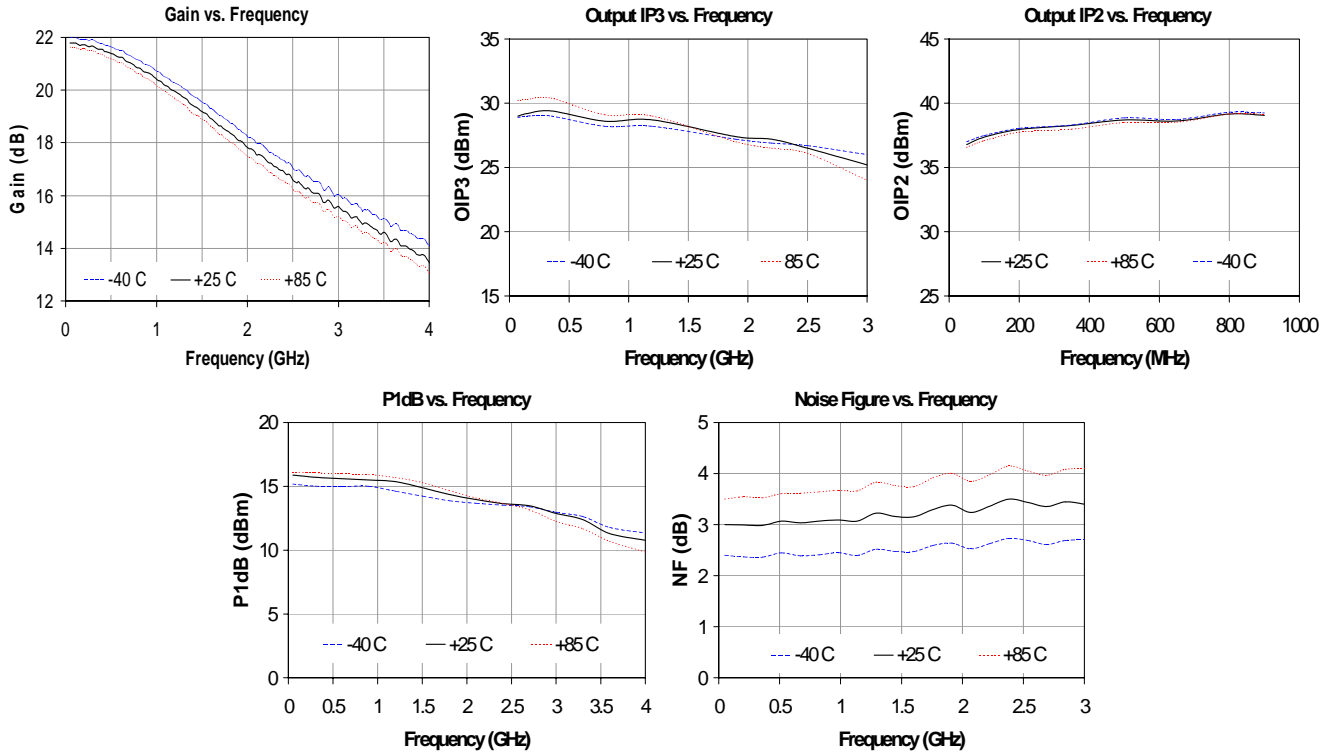 Gain vs. Frequency
Gain (dB)
22
20
18
16
14
12
-40 C +25 C +85 C
0 1 2 3 4
Frequency (GHz)
Output IP3 vs. Frequency
OIP3 (dBm)
35
30
25
20
15
-40 C +25 C 85 C
0 0.5 1 1.5 2 2.5 3
Frequency (GHz)
Output IP2 vs. Frequency
OIP2 (dBm)
45
40
35
30
25
+25 C +85 C -40 C
0 200 400 600 800 1000
Frequency (MHz)
P1dB vs. Frequency
P1dB (dBm)
20
15
10
5
0
-40 C +25 C +85 C
0 0.5 1 1.5 2 2.5 3 3.5 4
Frequency (GHz)
Noise Figure vs. Frequency
NF (dB)
5
4
3
2
1
0
-40 C +25 C +85 C
0 0.5 1 1.5 2 2.5 3
Frequency (GHz)